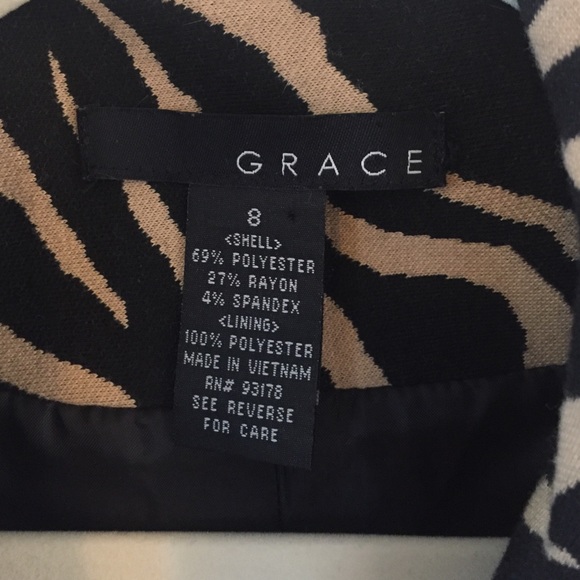 GRACE
8
<SHELL>
69% POLYESTER
27% RAYON
4% SPANDEX
<LINING>
100% POLYESTER
MADE IN VIETNAM
RN# 93178
SEE REVERSE
FOR CARE